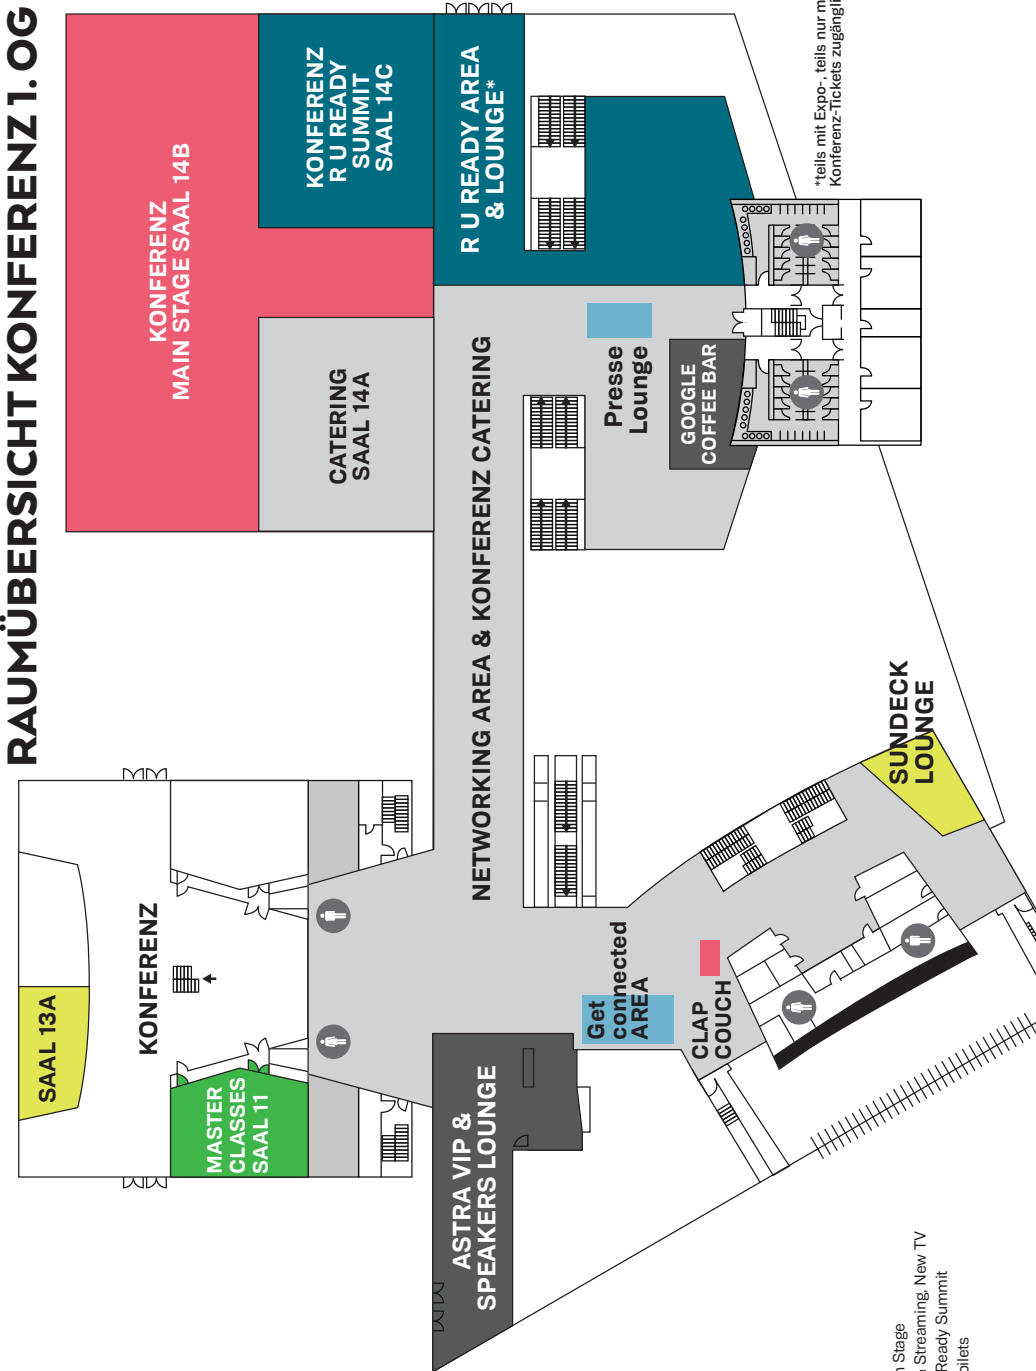 RAUMÜBERSICHT KONFERENZ 1. OG
KONFERENZ
MAIN STAGE SAAL 14B
KONFERENZ
R U READY
SUMMIT
SAAL 14C
R U READY AREA
& LOUNGE*
*teils mit Expo-, teils nur m
Konferenz-Tickets zugängli
CATERING
SAAL 14A
NETWORKING AREA & KONFERENZ CATERING
Presse
Lounge
GOOGLE
COFFEE BAR
SAAL 13A
KONFERENZ
MASTER
CLASSES
SAAL 11
ASTRA VIP &
SPEAKERS LOUNGE
Get
connected
AREA
CLAP
COUCH
SUNDECK
LOUNGE
n Stage
Streaming, New TV
Ready Summit
oilets